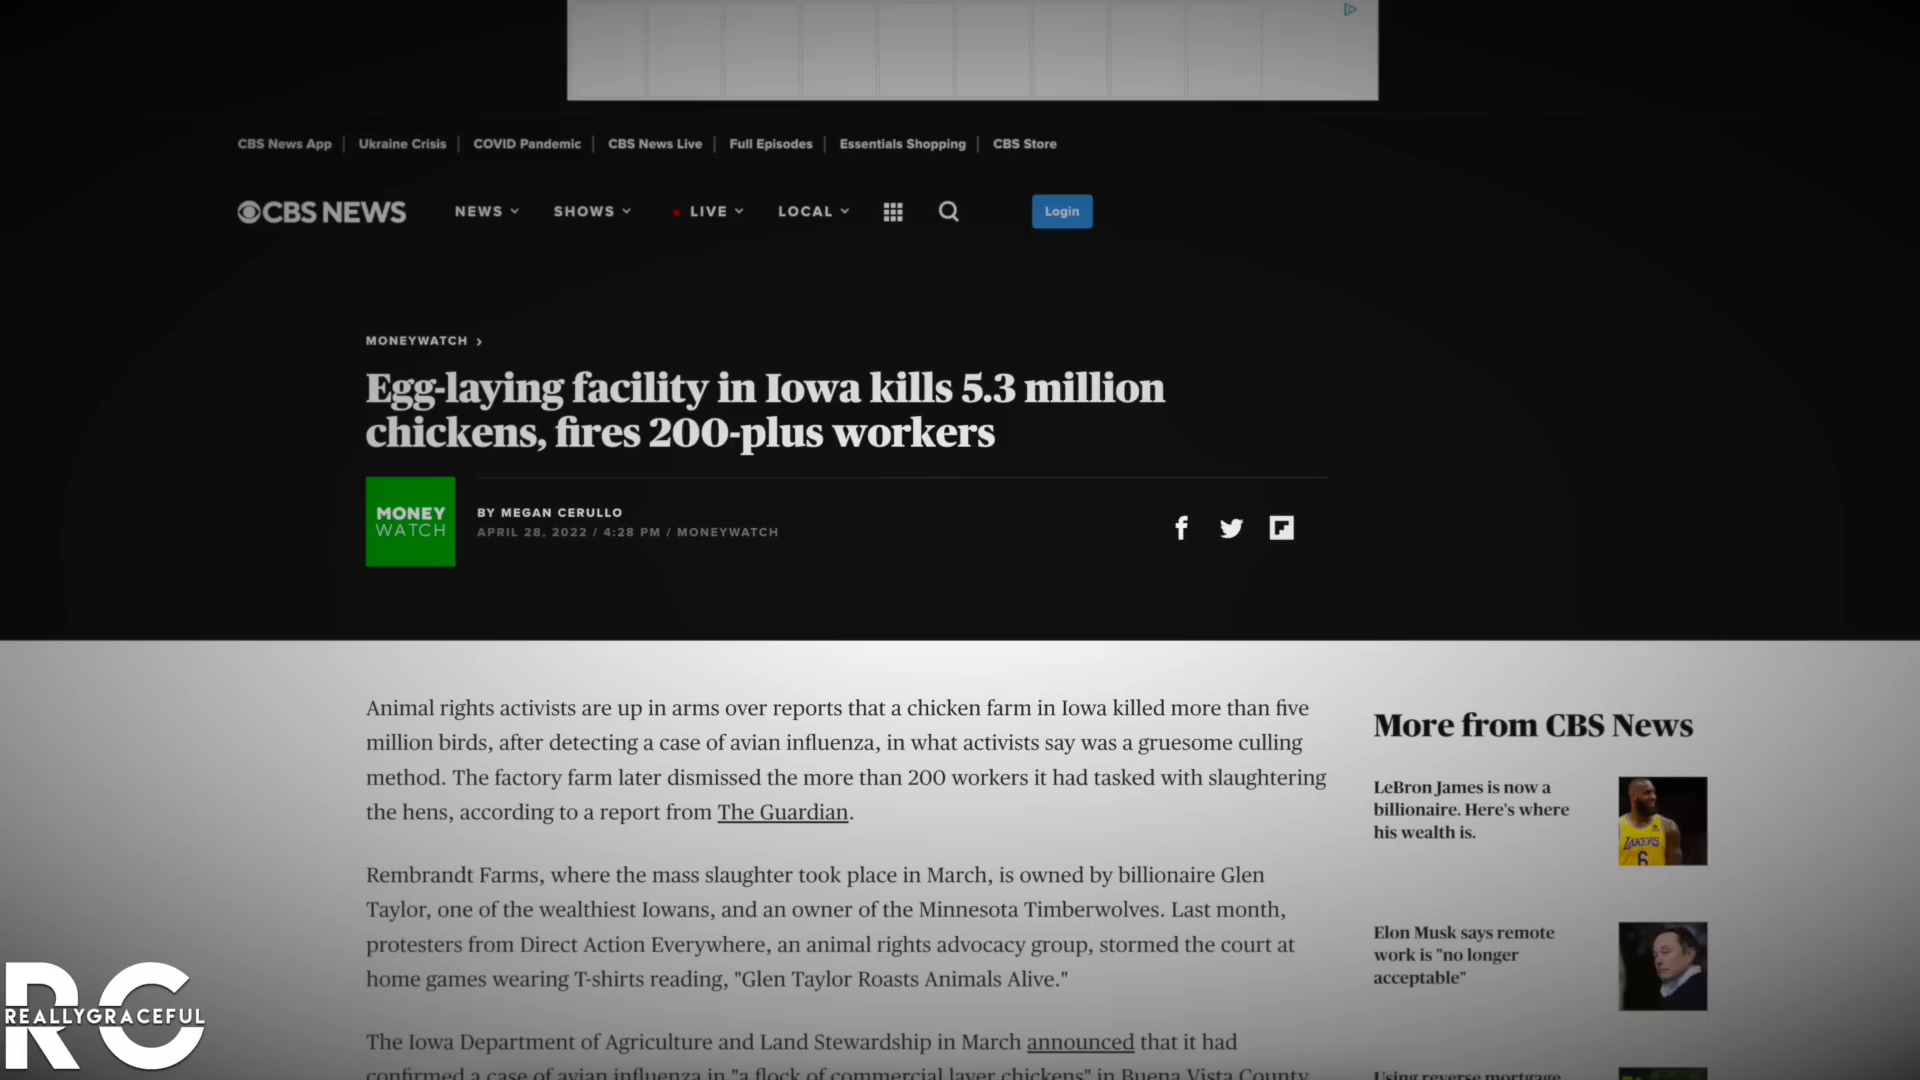 CBS News App
Ukraine Crisis
COVID Pandemic
CBS News Live
Full Episodes
Essentials Shopping
CBS Store
CBS NEWS
NEWS
SHOWS
LIVE
LOCAL
Login
MONEYWATCH
Egg-laying facility in Iowa kills 5.3 million
chickens, fires 200-plus workers
MONEY
WATCH
BY MEGAN CERULLO
APRIL 28, 2022 / 4:28 PM / MONEYWATCH
Animal rights activists are up in arms over reports that a chicken farm in Iowa killed more than five
million birds, after detecting a case of avian influenza, in what activists say was a gruesome culling
method. The factory farm later dismissed the more than 200 workers it had tasked with slaughtering
the hens, according to a report from The Guardian.
Rembrandt Farms, where the mass slaughter took place in March, is owned by billionaire Glen
Taylor, one of the wealthiest Iowans, and an owner of the Minnesota Timberwolves. Last month,
protesters from Direct Action Everywhere, an animal rights advocacy group, stormed the court at
home games wearing T-shirts reading, "Glen Taylor Roasts Animals Alive."
The Iowa Department of Agriculture and Land Stewardship in March announced that it had
confirmed a case of avian influenza in "a flock of commercial layer chickens" in Buena Vista County,
More from CBS News
LeBron James is now a
billionaire. Here's where
his wealth is.
LAKERS
6
Elon Musk says remote
work is "no longer
acceptable"
Using reverse mortgage
RG
REALLYGRACEFUL